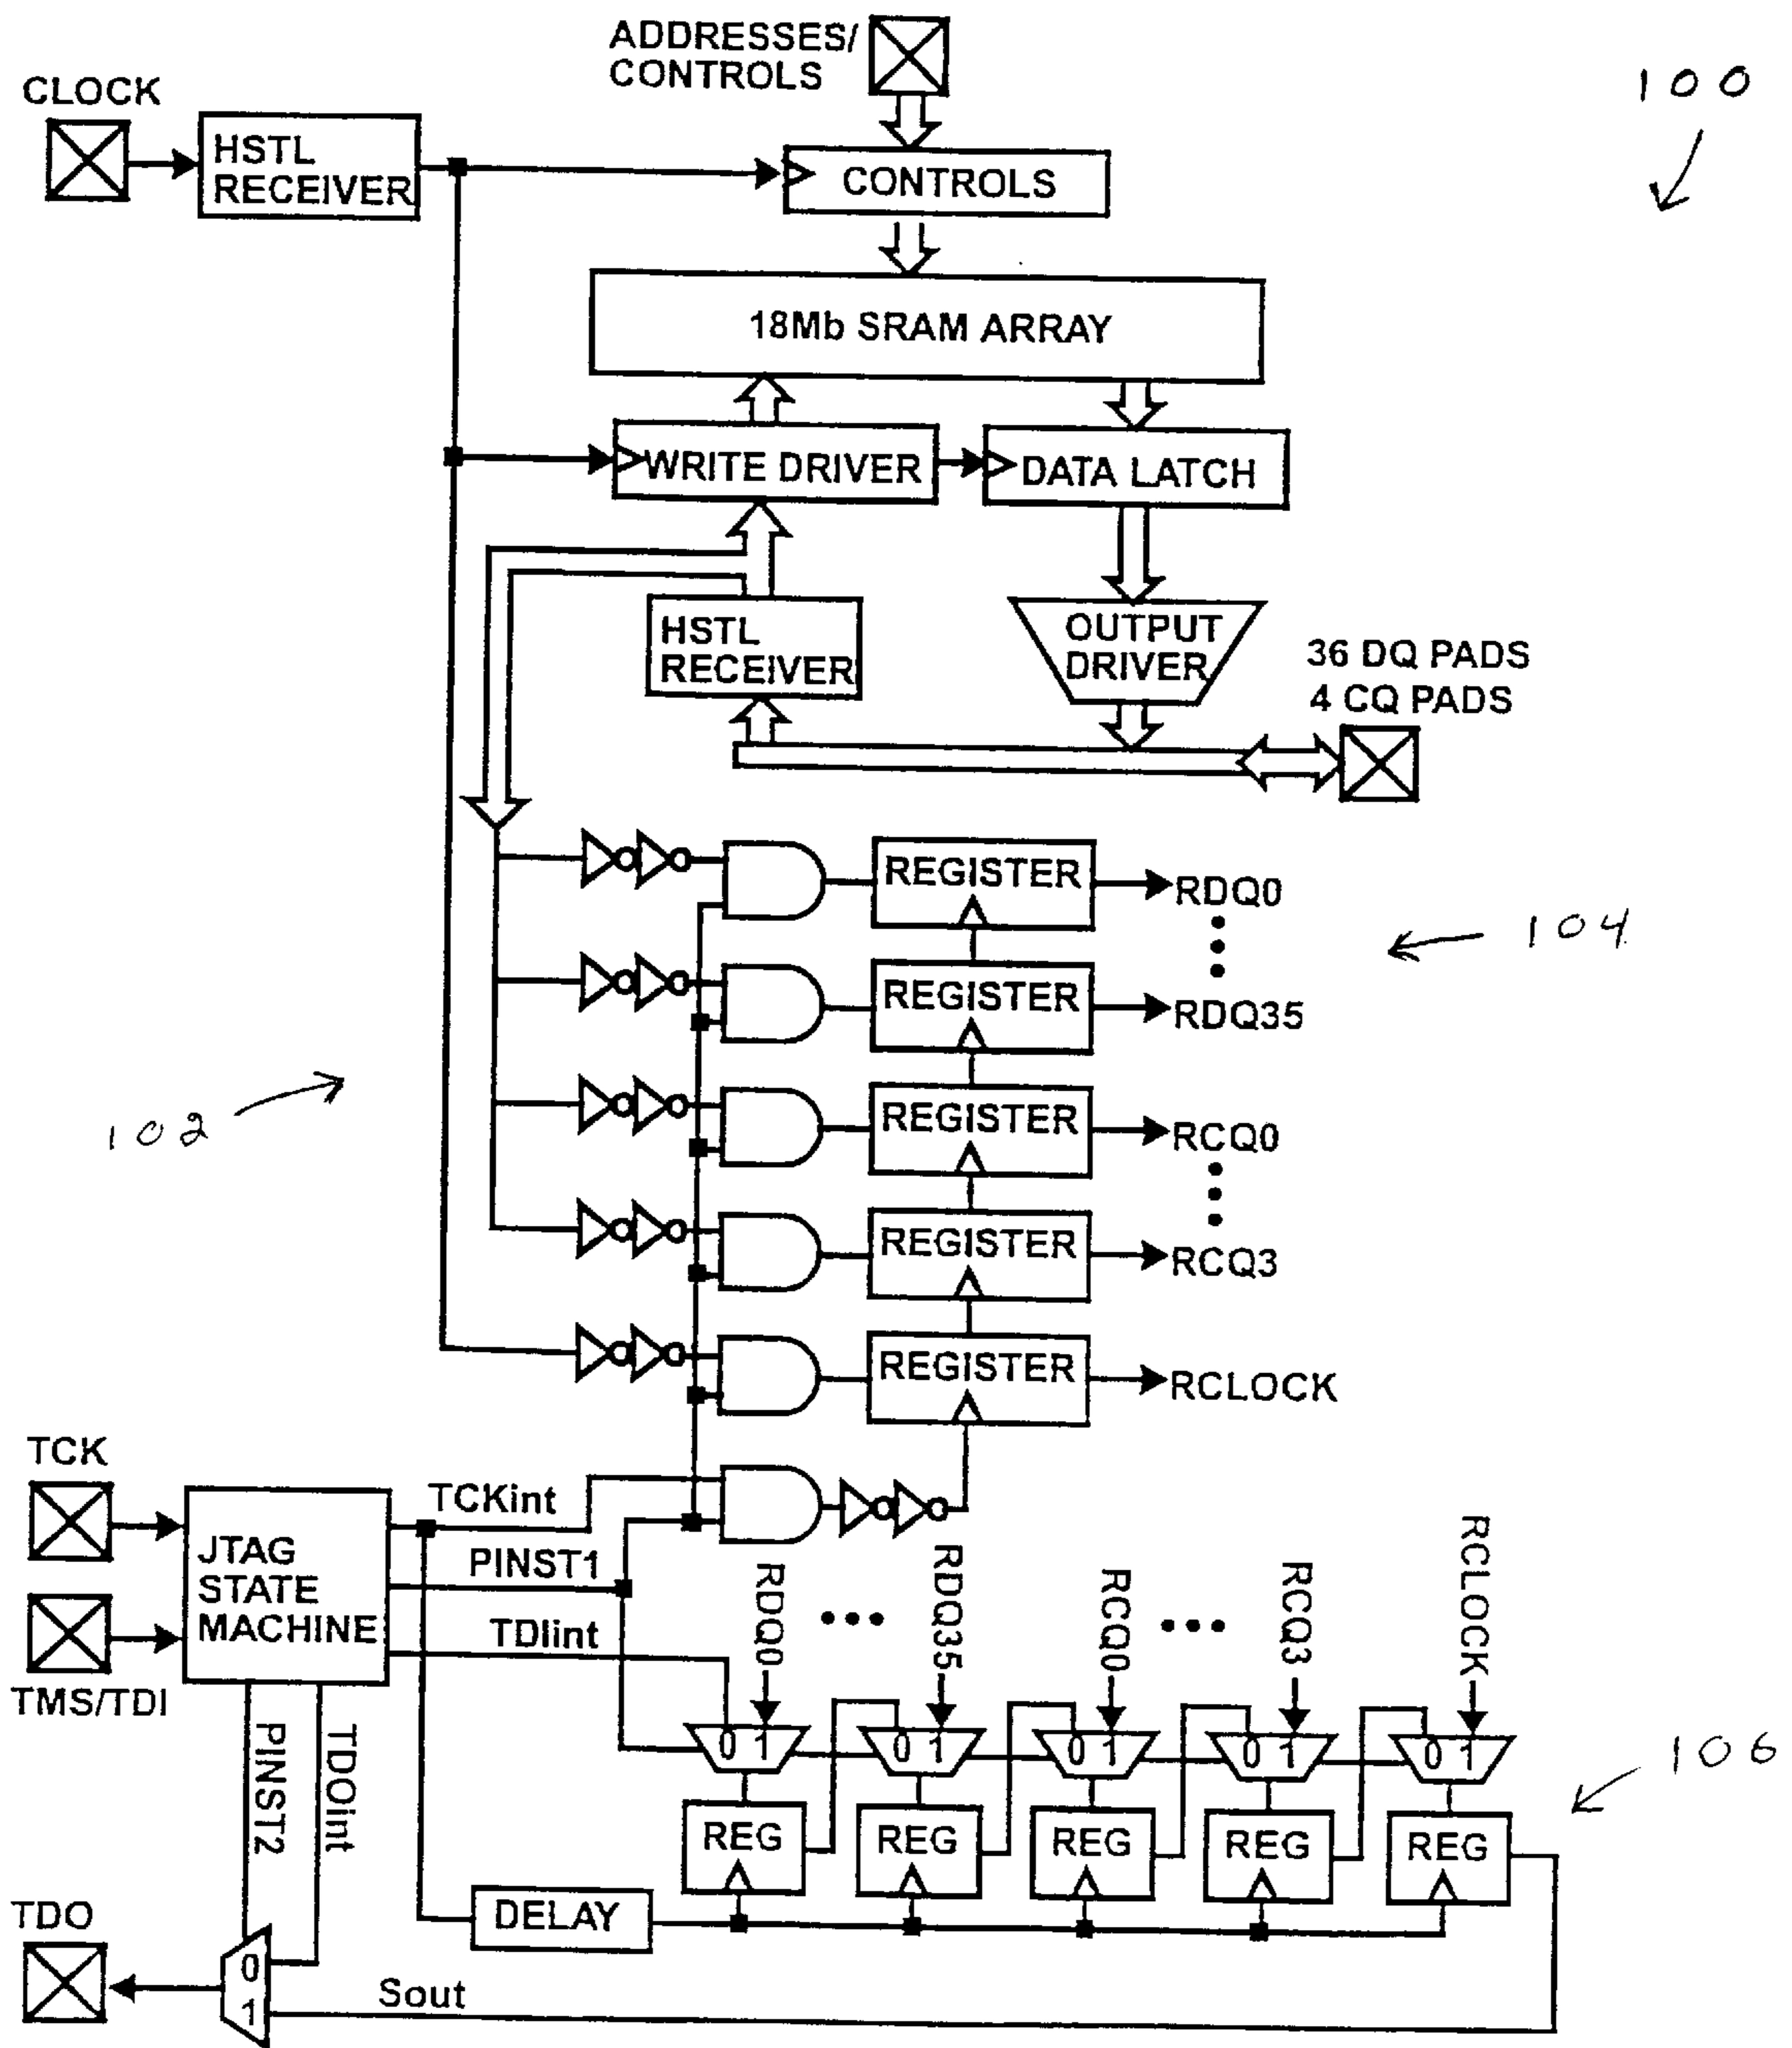 ADDRESSES/
CONTROLS
100
CLOCK
HSTL
RECEIVER
CONTROLS
18Mb SRAM ARRAY
WRITE DRIVER
DATA LATCH
HSTL
RECEIVER
OUTPUT
DRIVER
36 DQ PADS
4 CQ PADS
REGISTER
RDQ0
104
REGISTER
RDQ35
102
REGISTER
RCQ0
REGISTER
RCQ3
REGISTER
RCLOCK
TCK
JTAG
STATE
MACHINE
TMS/TDI
TCKint
PINST1
TDIint
RDQ0
RDQ35
RCQ0
RCQ3
RCLOCK
0 1
0 1
0 1
0 1
0 1
106
REG
REG
REG
REG
REG
PINST2
TDOint
DELAY
TDO
0
1
Sout